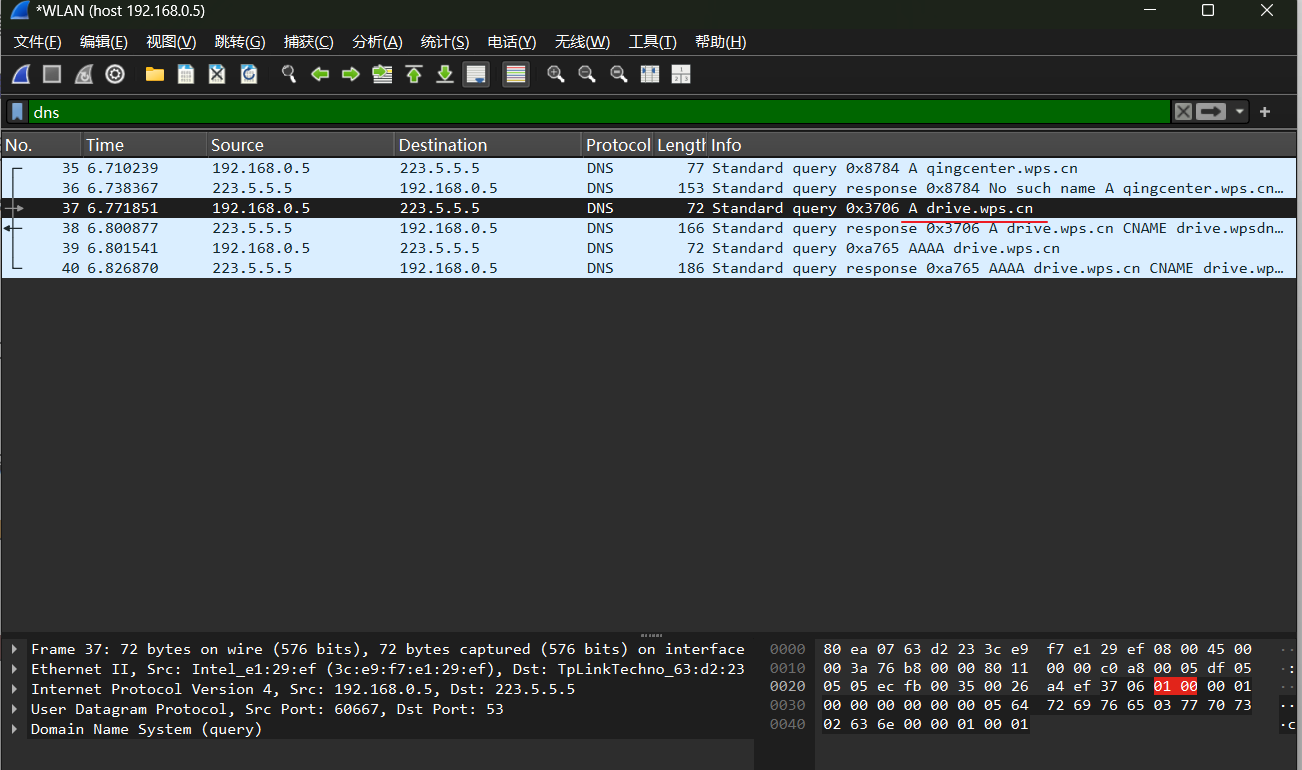 *WLAN (host 192.168.0.5)
文件(F) 编辑(E) 视图(V) 跳转(G) 捕获(C) 分析(A) 统计(S) 电话(Y) 无线(W) 工具(T) 帮助(H)
dns
No. Time Source Destination Protocol Length Info
35 6.710239 192.168.0.5 223.5.5.5 DNS 77 Standard query 0x8784 A qingcenter.wps.cn
36 6.738367 223.5.5.5 192.168.0.5 DNS 153 Standard query response 0x8784 No such name A qingcenter.wps.cn…
37 6.771851 192.168.0.5 223.5.5.5 DNS 72 Standard query 0x3706 A drive.wps.cn
38 6.800877 223.5.5.5 192.168.0.5 DNS 166 Standard query response 0x3706 A drive.wps.cn CNAME drive.wpsdn…
39 6.801541 192.168.0.5 223.5.5.5 DNS 72 Standard query 0xa765 AAAA drive.wps.cn
40 6.826870 223.5.5.5 192.168.0.5 DNS 186 Standard query response 0xa765 AAAA drive.wps.cn CNAME drive.wp…
Frame 37: 72 bytes on wire (576 bits), 72 bytes captured (576 bits) on interface
Ethernet II, Src: Intel_e1:29:ef (3c:e9:f7:e1:29:ef), Dst: TpLinkTechno_63:d2:23
Internet Protocol Version 4, Src: 192.168.0.5, Dst: 223.5.5.5
User Datagram Protocol, Src Port: 60667, Dst Port: 53
Domain Name System (query)
0000 80 ea 07 63 d2 23 3c e9 f7 e1 29 ef 08 00 45 00 ··
0010 00 3a 76 b8 00 00 80 11 00 00 c0 a8 00 05 df 05 ·:
0020 05 05 ec fb 00 35 00 26 a4 ef 37 06 01 00 00 01 ··
0030 00 00 00 00 00 00 05 64 72 69 76 65 03 77 70 73 ··
0040 02 63 6e 00 00 01 00 01 ·c